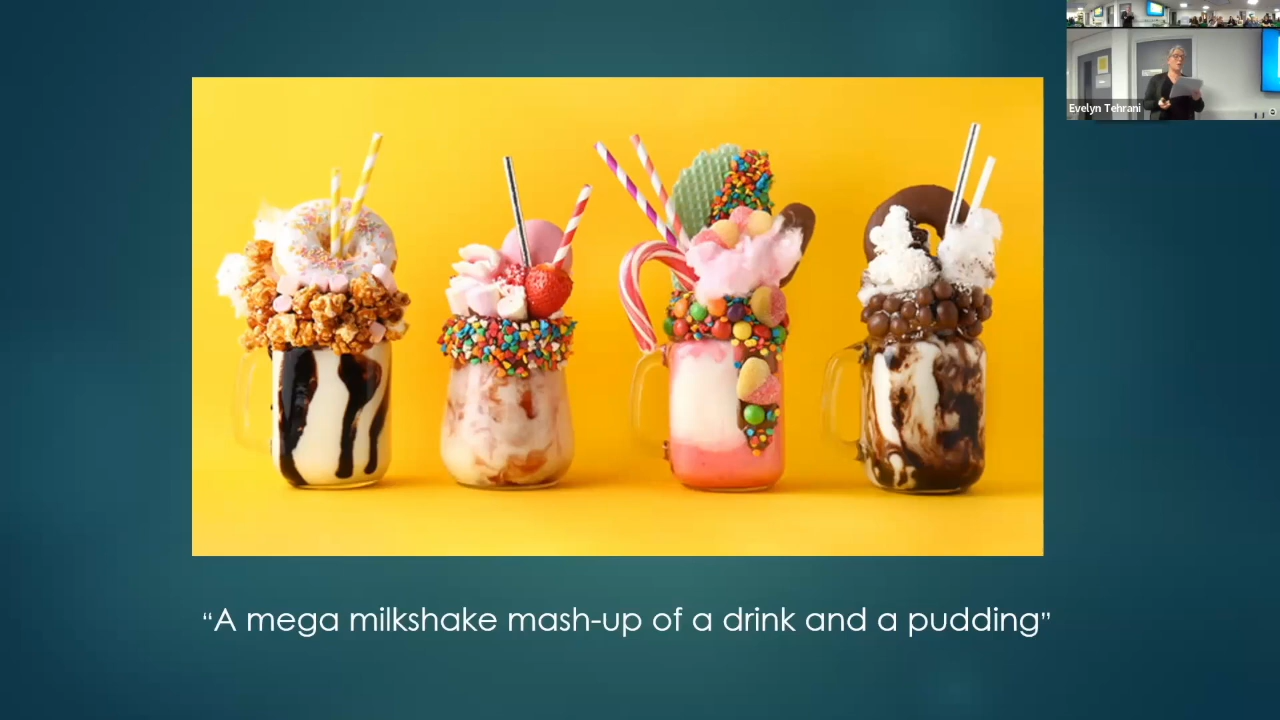 Evelyn Tehrani
“A mega milkshake mash-up of a drink and a pudding”